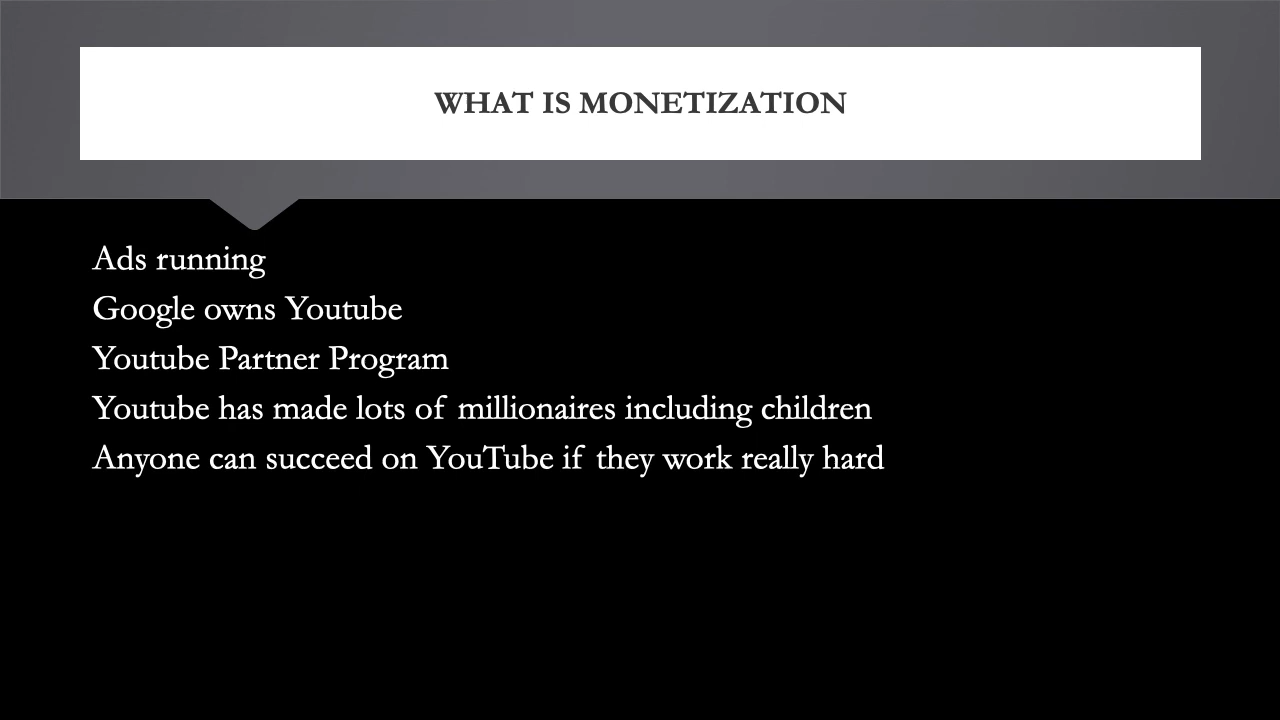 WHAT IS MONETIZATION
Ads running
Google owns Youtube
Youtube Partner Program
Youtube has made lots of millionaires including children
Anyone can succeed on YouTube if they work really hard